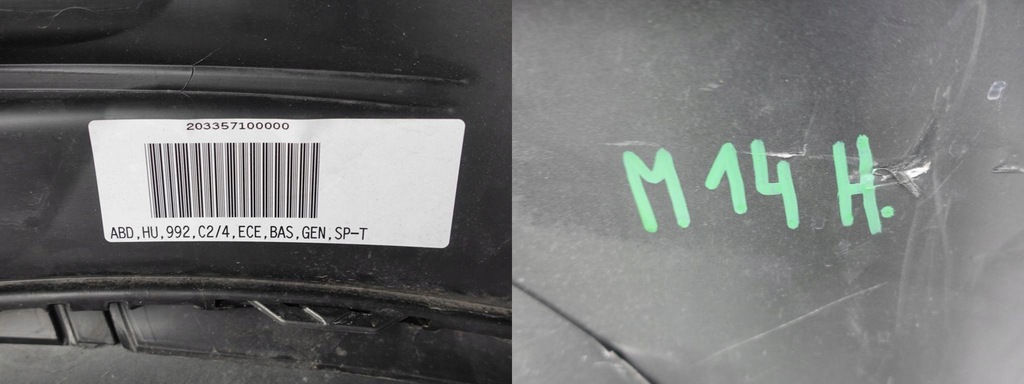 203357100000
ABD,HU,992,C2/4,ECE,BAS,GEN,SP-T
M 14 H.